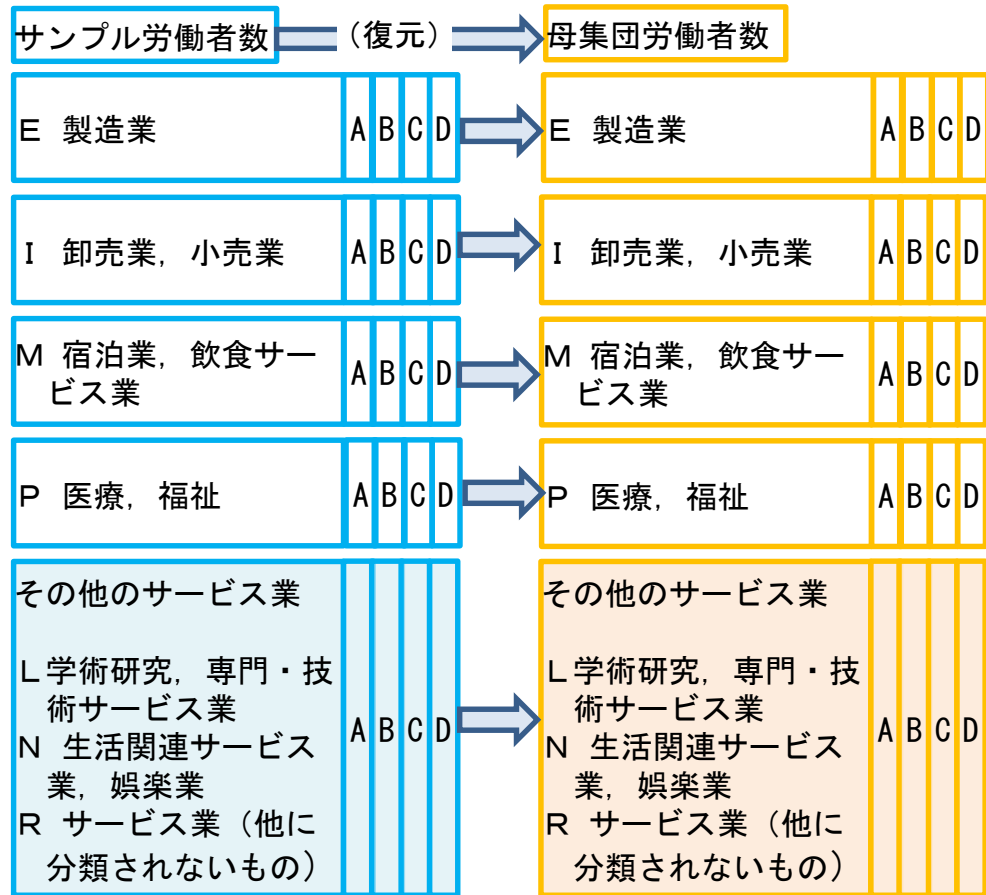 サンプル労働者数 （復元） 母集団労働者数
Ｅ 製造業 A B C D Ｅ 製造業 A B C D
Ｉ 卸売業，小売業 A B C D Ｉ 卸売業，小売業 A B C D
Ｍ 宿泊業，飲食サー
ビス業 A B C D Ｍ 宿泊業，飲食サー
ビス業 A B C D
Ｐ 医療，福祉 A B C D Ｐ 医療，福祉 A B C D
その他のサービス業
Ｌ学術研究，専門・技
術サービス業
Ｎ 生活関連サービス
業，娯楽業
Ｒ サービス業（他に
分類されないもの）
A B C D
その他のサービス業
Ｌ学術研究，専門・技
術サービス業
Ｎ 生活関連サービス
業，娯楽業
Ｒ サービス業（他に
分類されないもの）
A B C D